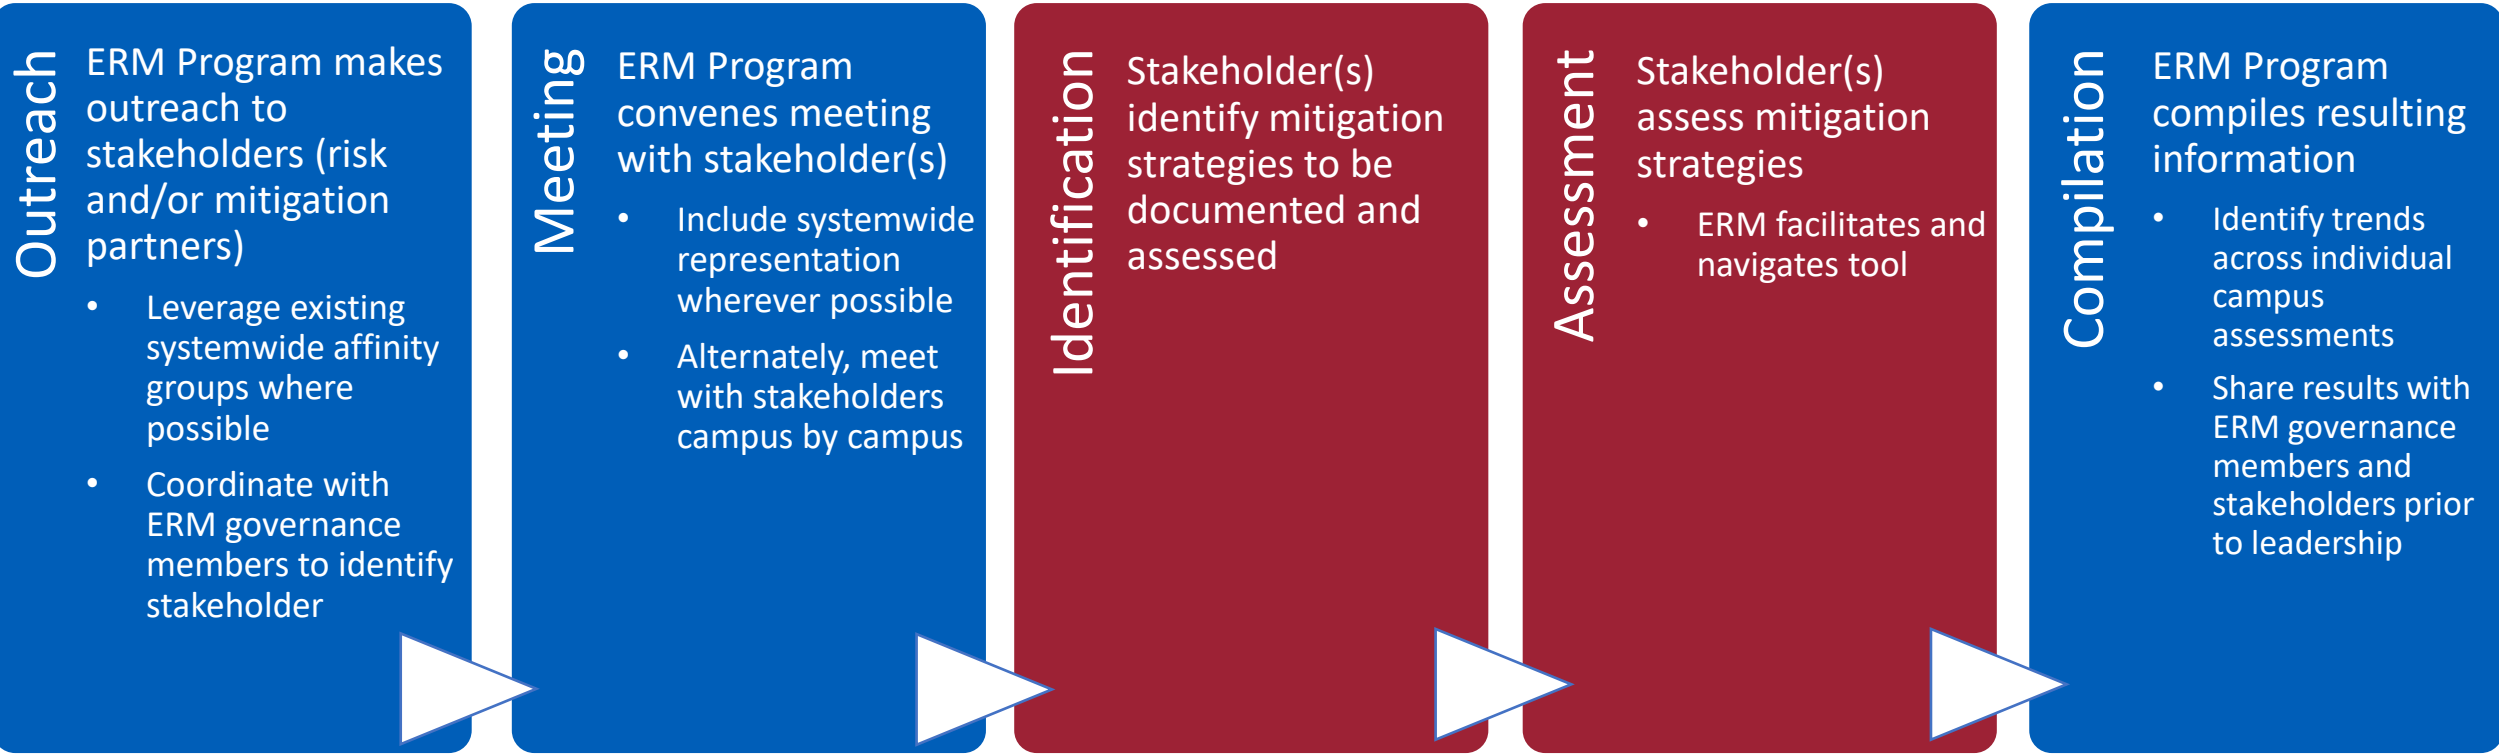 Outreach
ERM Program makes
outreach to
stakeholders (risk
and/or mitigation
partners)
• Leverage existing
systemwide affinity
groups where
possible
• Coordinate with
ERM governance
members to identify
stakeholder
Meeting
ERM Program
convenes meeting
with stakeholder(s)
• Include systemwide
representation
wherever possible
• Alternately, meet
with stakeholders
campus by campus
Identification
Stakeholder(s)
identify mitigation
strategies to be
documented and
assessed
Assessment
Stakeholder(s)
assess mitigation
strategies
• ERM facilitates and
navigates tool
Compilation
ERM Program
compiles resulting
information
• Identify trends
across individual
campus
assessments
• Share results with
ERM governance
members and
stakeholders prior
to leadership